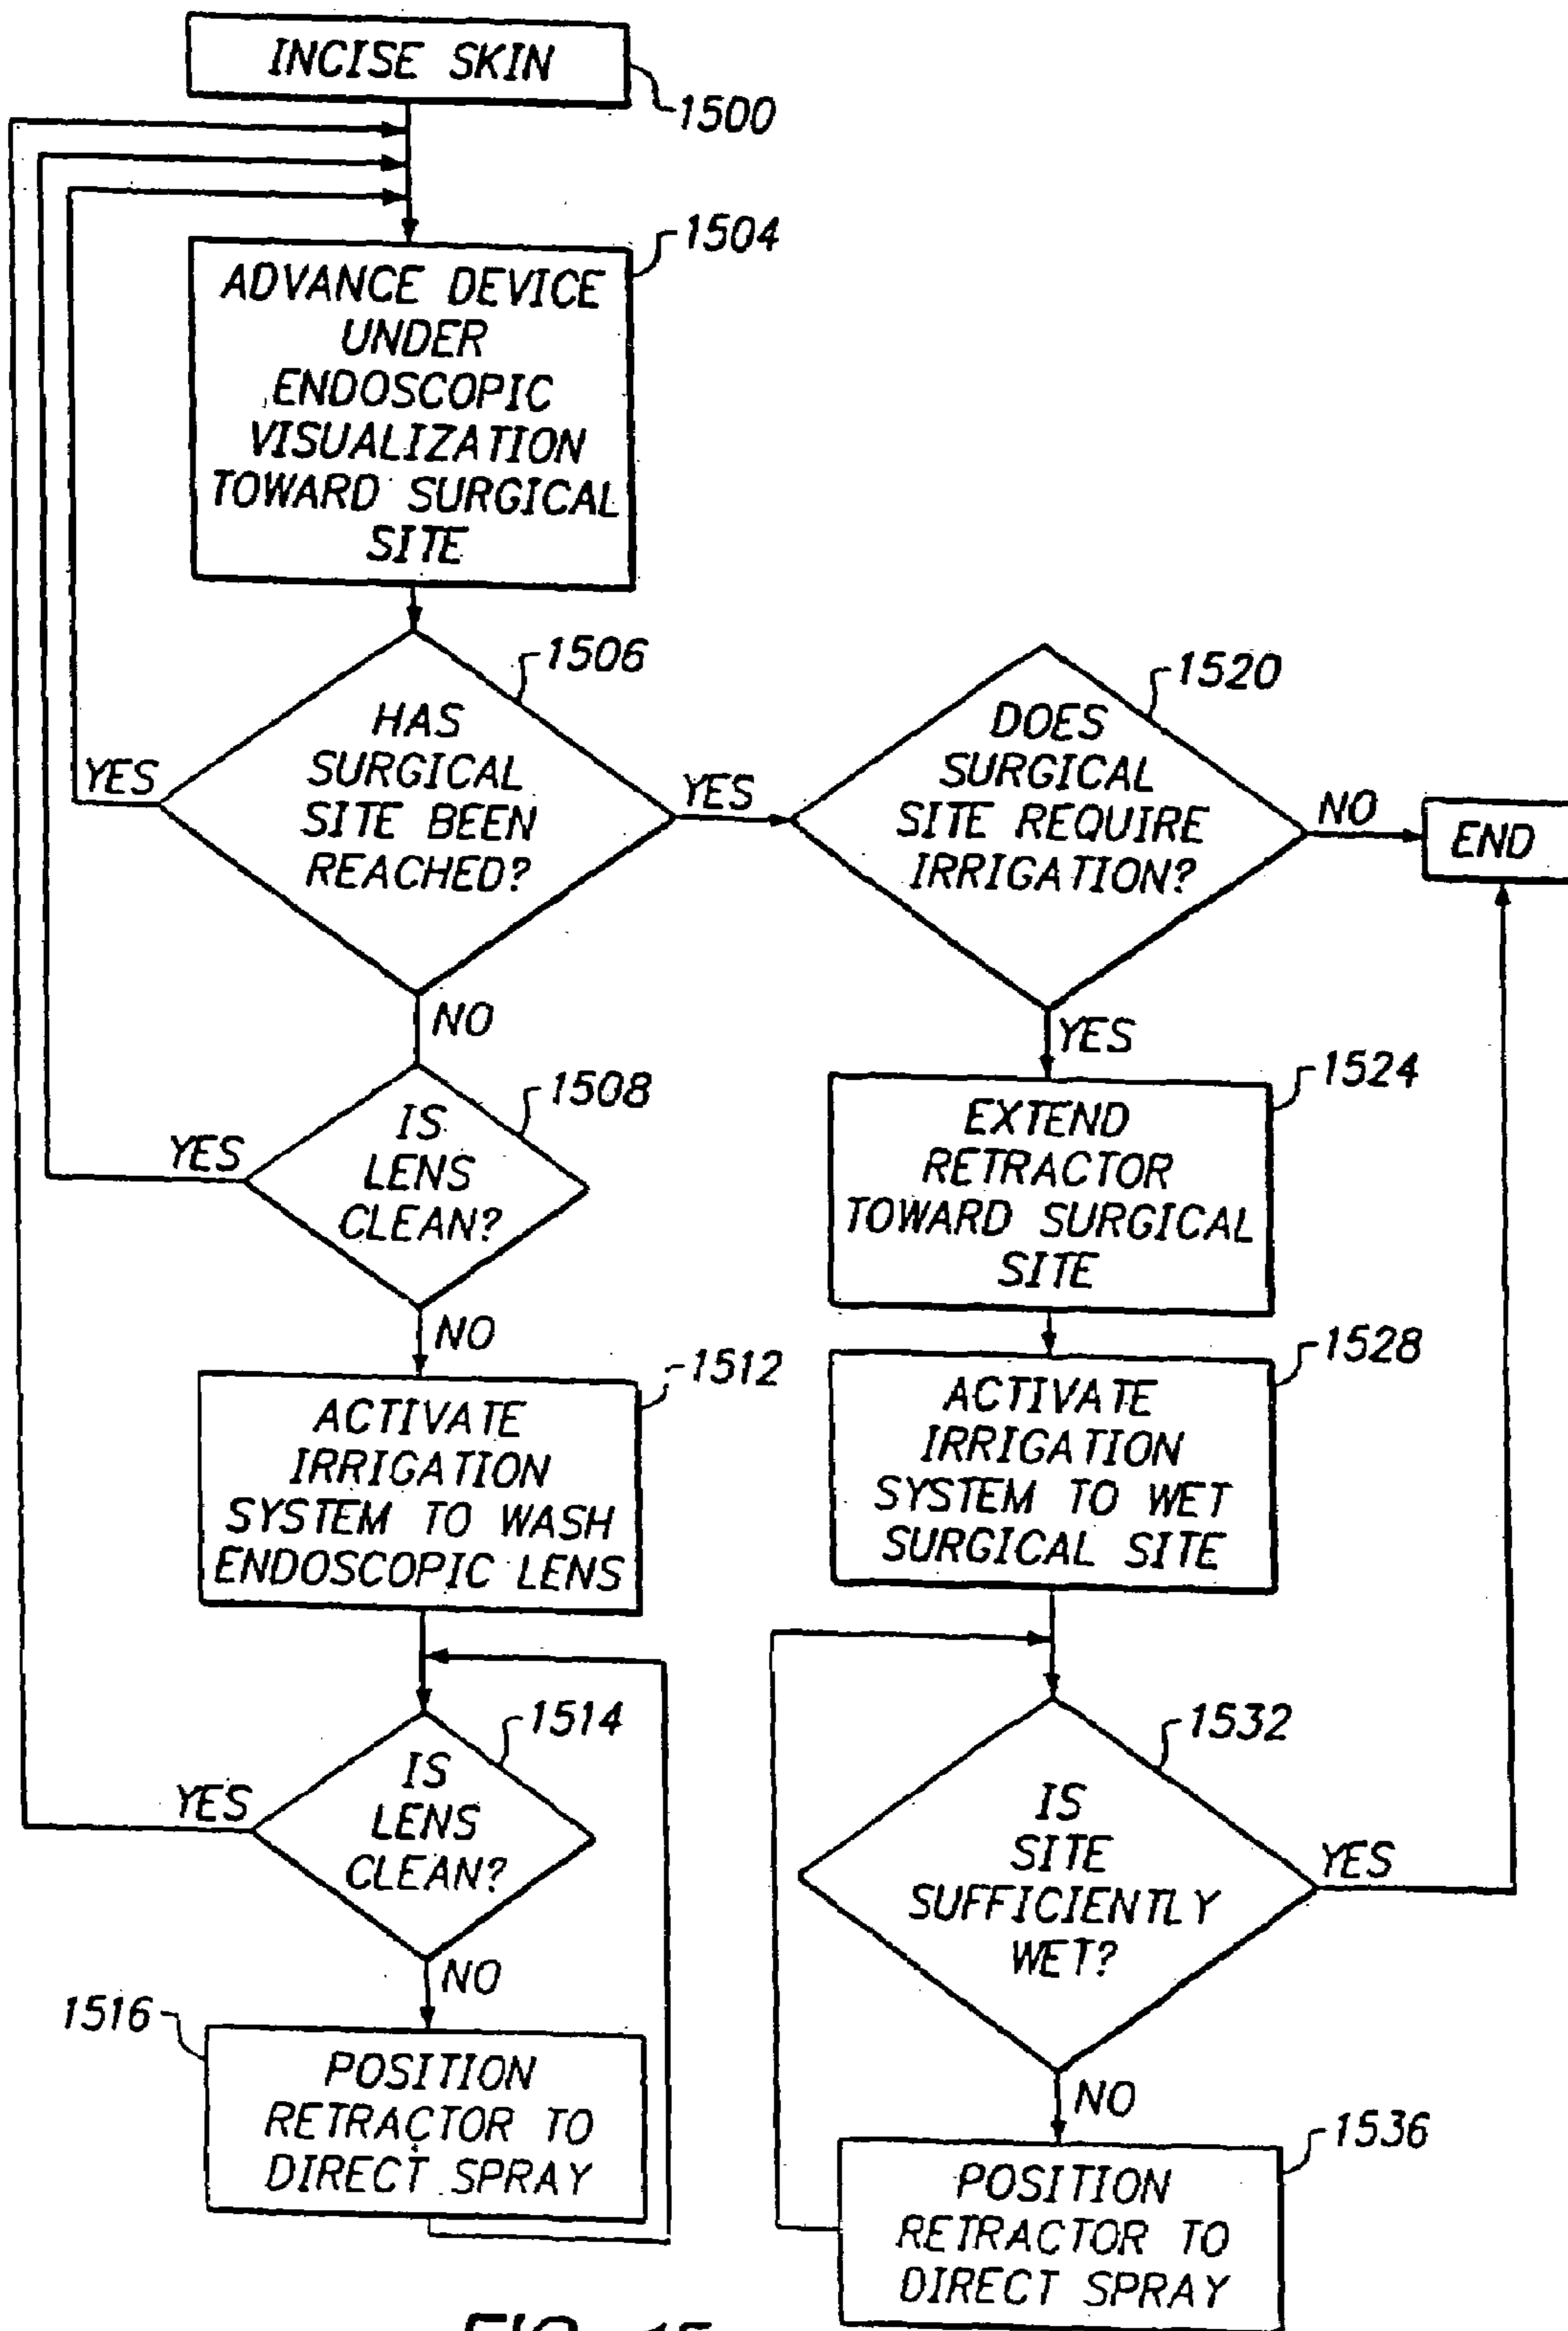 INCISE SKIN
1500
1504
ADVANCE DEVICE
UNDER
ENDOSCOPIC
VISUALIZATION
TOWARD SURGICAL
SITE
1506
HAS
SURGICAL
SITE BEEN
REACHED?
YES
YES
NO
1520
DOES
SURGICAL
SITE REQUIRE
IRRIGATION?
NO
END
YES
1508
IS
LENS
CLEAN?
YES
NO
1524
EXTEND
RETRACTOR
TOWARD SURGICAL
SITE
1512
ACTIVATE
IRRIGATION
SYSTEM TO WASH
ENDOSCOPIC LENS
1528
ACTIVATE
IRRIGATION
SYSTEM TO WET
SURGICAL SITE
1514
IS
LENS
CLEAN?
YES
NO
1532
IS
SITE
SUFFICIENTLY
WET?
YES
NO
1516
POSITION
RETRACTOR TO
DIRECT SPRAY
1536
POSITION
RETRACTOR TO
DIRECT SPRAY